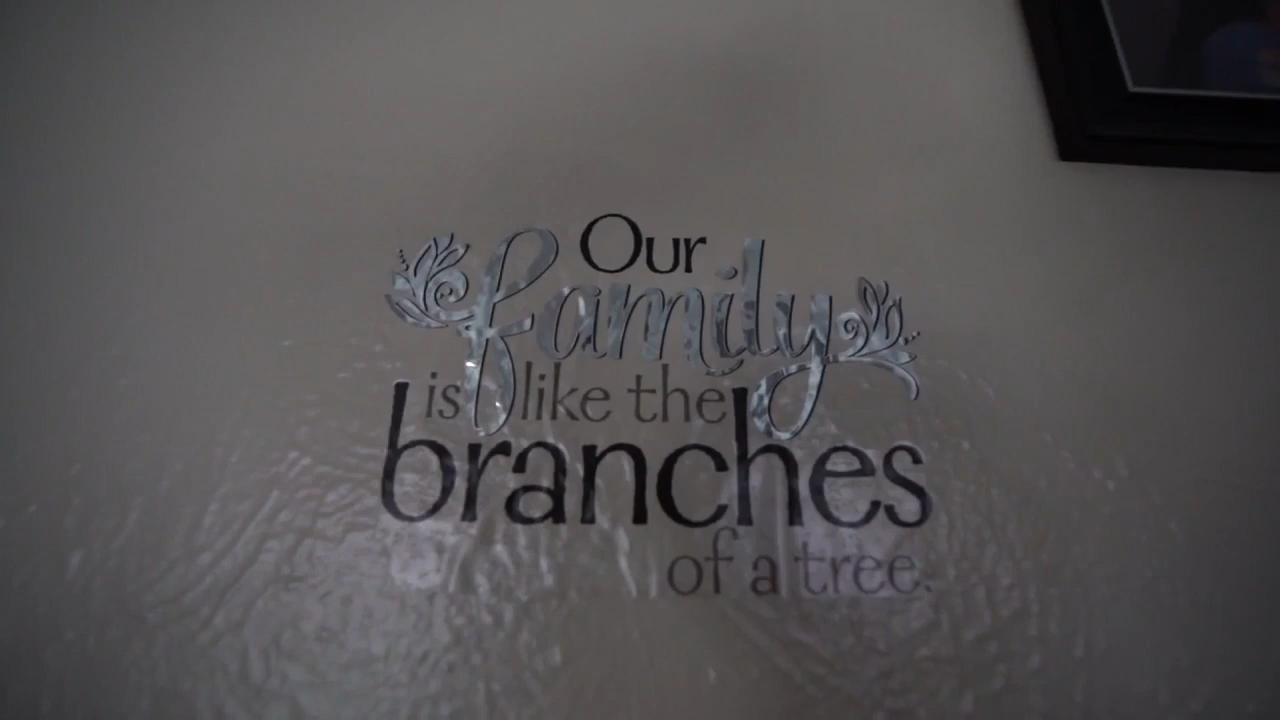 Our
family
is like the
branches
of a tree.